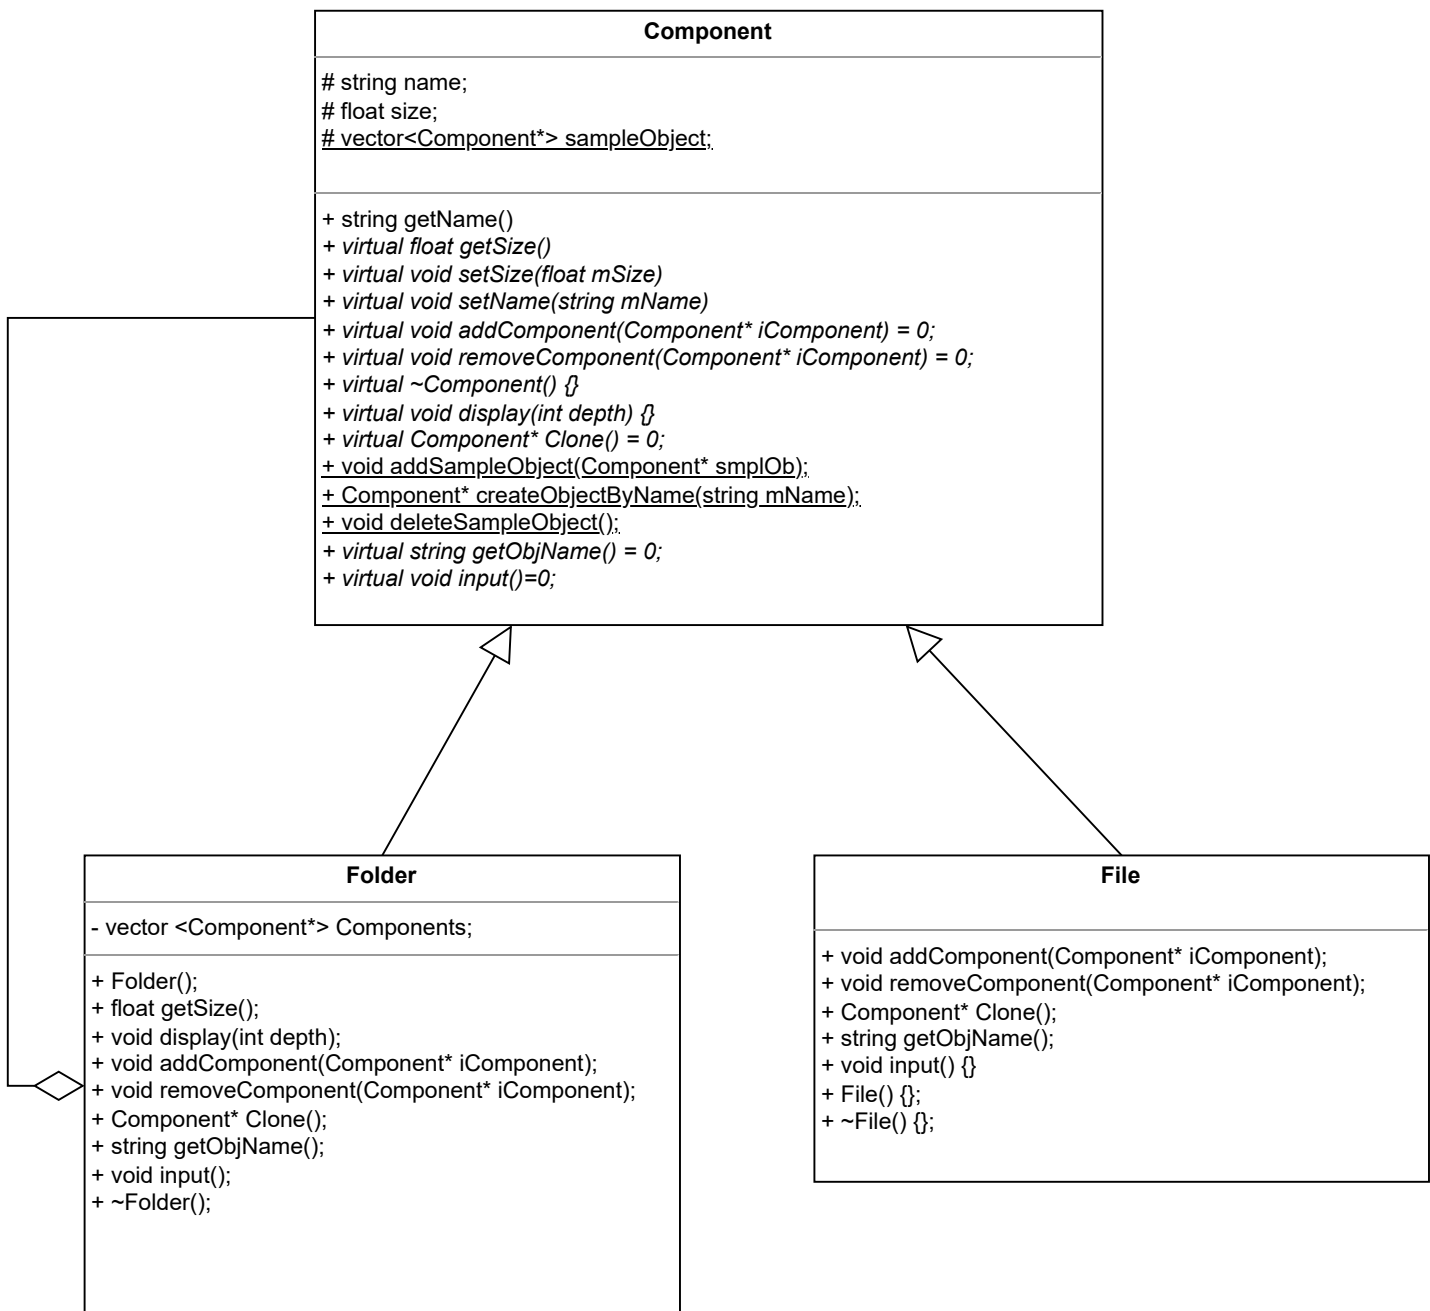 Component
# string name;
# float size;
# vector<Component*> sampleObject;
+ string getName()
+ virtual float getSize()
+ virtual void setSize(float mSize)
+ virtual void setName(string mName)
+ virtual void addComponent(Component* iComponent) = 0;
+ virtual void removeComponent(Component* iComponent) = 0;
+ virtual ~Component() {}
+ virtual void display(int depth) {}
+ virtual Component* Clone() = 0;
+ void addSampleObject(Component* smplOb);
+ Component* createObjectByName(string mName);
+ void deleteSampleObject();
+ virtual string getObjName() = 0;
+ virtual void input()=0;
Folder
- vector <Component*> Components;
+ Folder();
+ float getSize();
+ void display(int depth);
+ void addComponent(Component* iComponent);
+ void removeComponent(Component* iComponent);
+ Component* Clone();
+ string getObjName();
+ void input();
+ ~Folder();
File
+ void addComponent(Component* iComponent);
+ void removeComponent(Component* iComponent);
+ Component* Clone();
+ string getObjName();
+ void input() {}
+ File() {};
+ ~File() {};